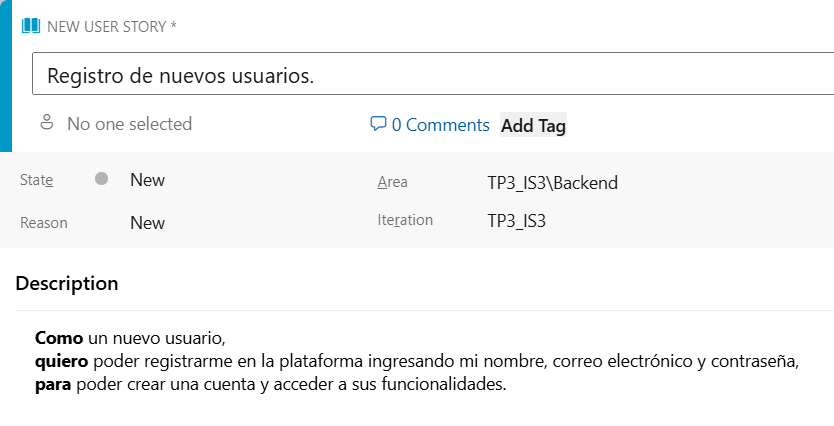 NEW USER STORY *
Registro de nuevos usuarios.
No one selected
0 Comments Add Tag
State New Area TP3_IS3\Backend
Reason New Iteration TP3_IS3
Description
Como un nuevo usuario,
quiero poder registrarme en la plataforma ingresando mi nombre, correo electrónico y contraseña,
para poder crear una cuenta y acceder a sus funcionalidades.